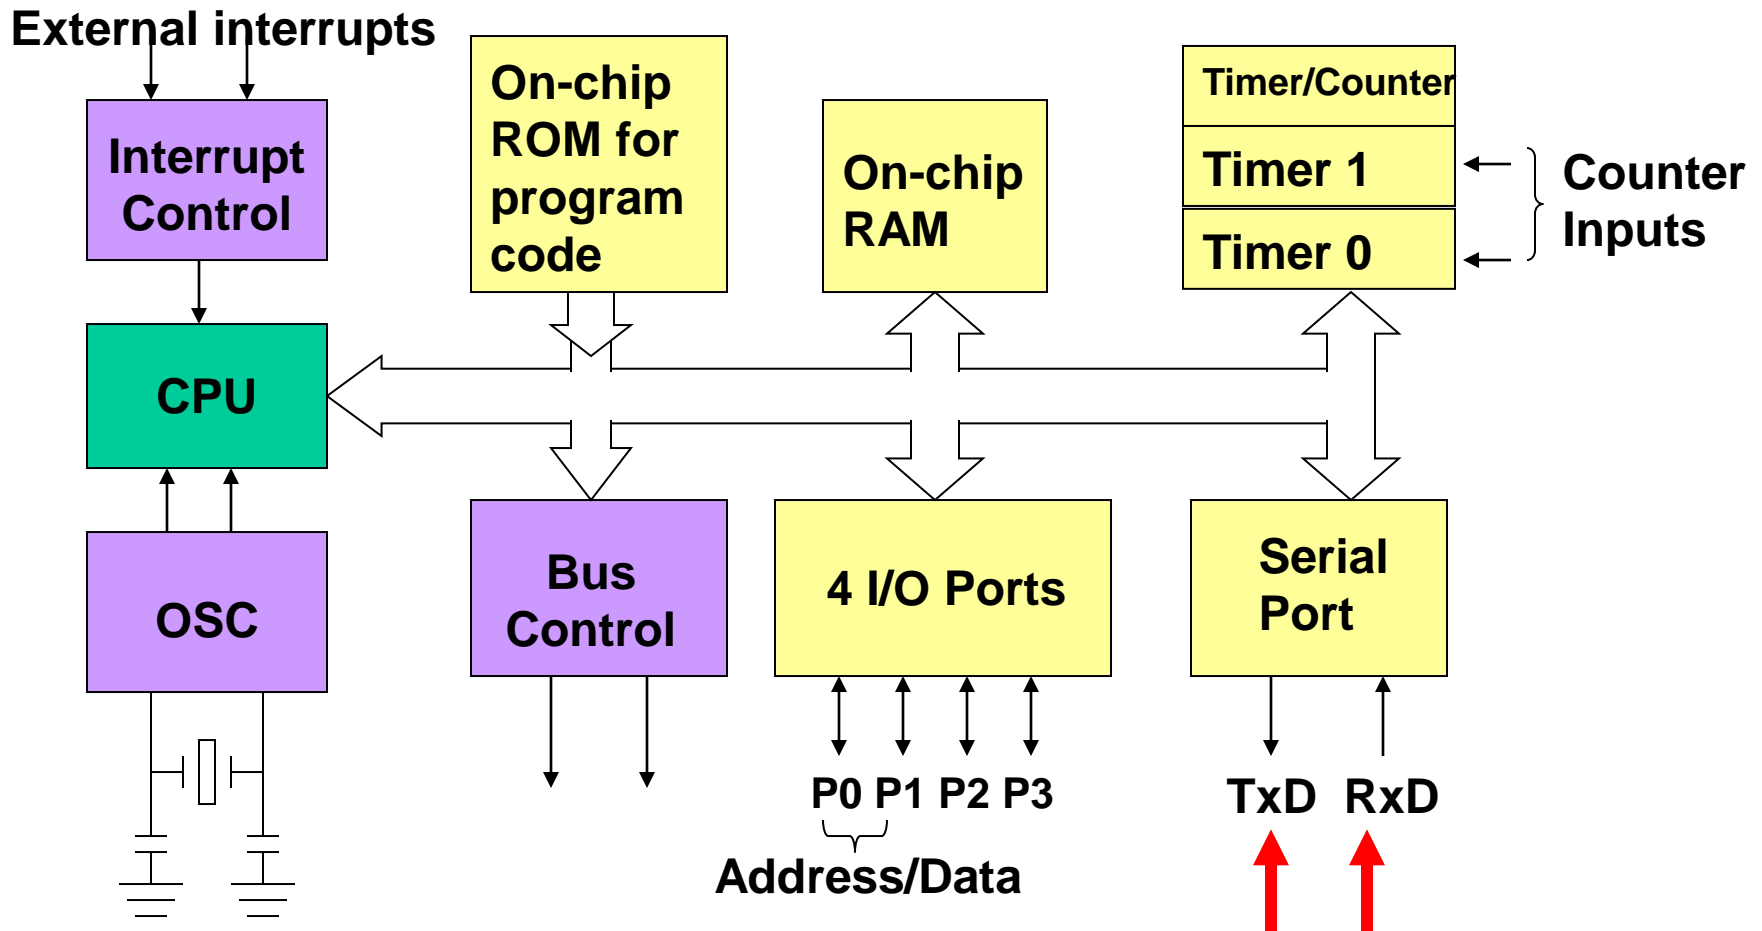 External interrupts
On-chip
ROM for
program
code
Timer/Counter
Interrupt
Control
On-chip
RAM
Timer 1
Timer 0
Counter
Inputs
CPU
OSC
Bus
Control
4 I/O Ports
Serial
Port
P0 P1 P2 P3
TxD RxD
Address/Data